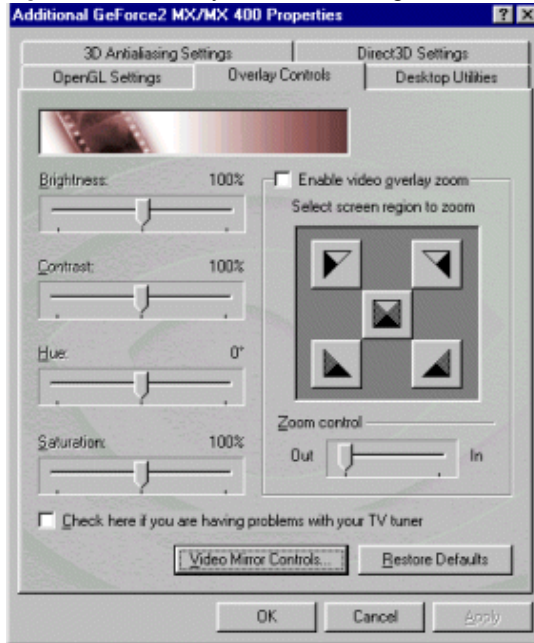 Additional GeForce2 MX/MX 400 Properties
3D Antialiasing Settings
Direct3D Settings
OpenGL Settings
Overlay Controls
Desktop Utilities
Brightness:
100%
Contrast:
100%
Hue:
0°
Saturation:
100%
Enable video overlay zoom
Select screen region to zoom
Zoom control
Out
In
Check here if you are having problems with your TV tuner
Video Mirror Controls...
Restore Defaults
OK
Cancel
Apply